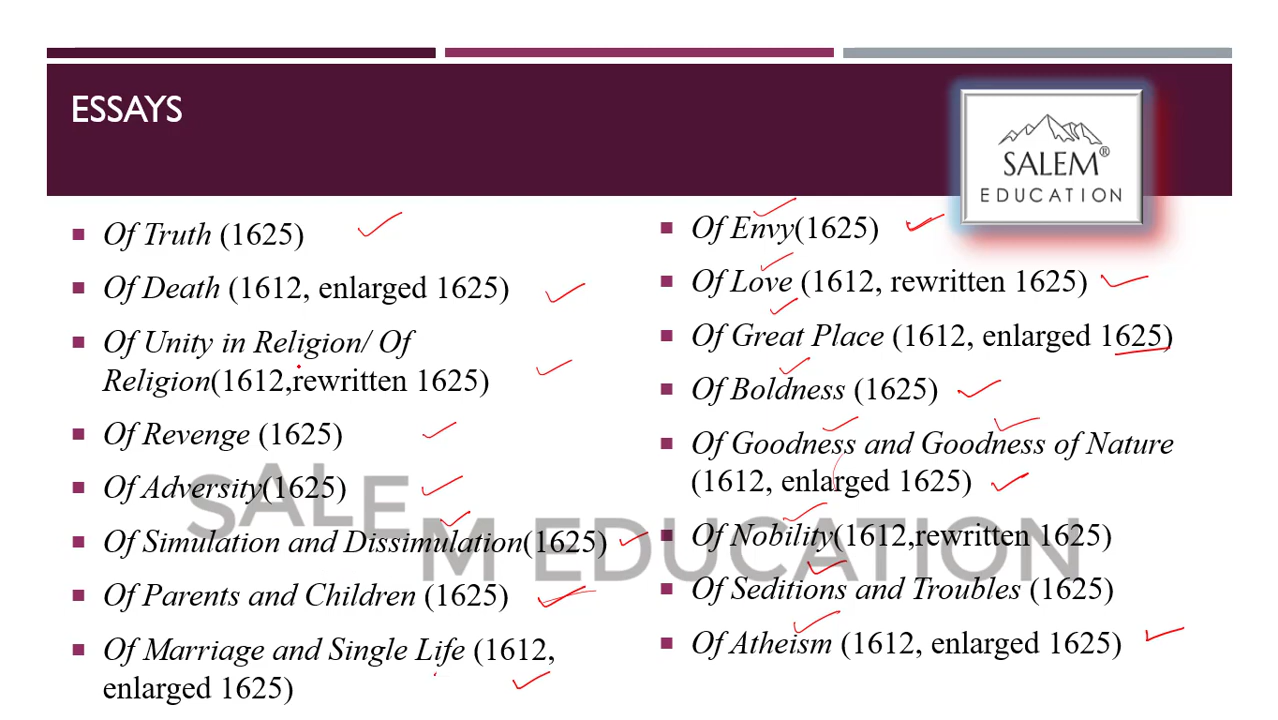 ESSAYS
SALEM®
EDUCATION
Of Truth (1625)
Of Death (1612, enlarged 1625)
Of Unity in Religion/ Of
Religion(1612,rewritten 1625)
Of Revenge (1625)
Of Adversity(1625)
Of Simulation and Dissimulation(1625)
Of Parents and Children (1625)
Of Marriage and Single Life (1612,
enlarged 1625)
Of Envy(1625)
Of Love (1612, rewritten 1625)
Of Great Place (1612, enlarged 1625)
Of Boldness (1625)
Of Goodness and Goodness of Nature
(1612, enlarged 1625)
Of Nobility(1612,rewritten 1625)
Of Seditions and Troubles (1625)
Of Atheism (1612, enlarged 1625)
SALE
M EDUCATION